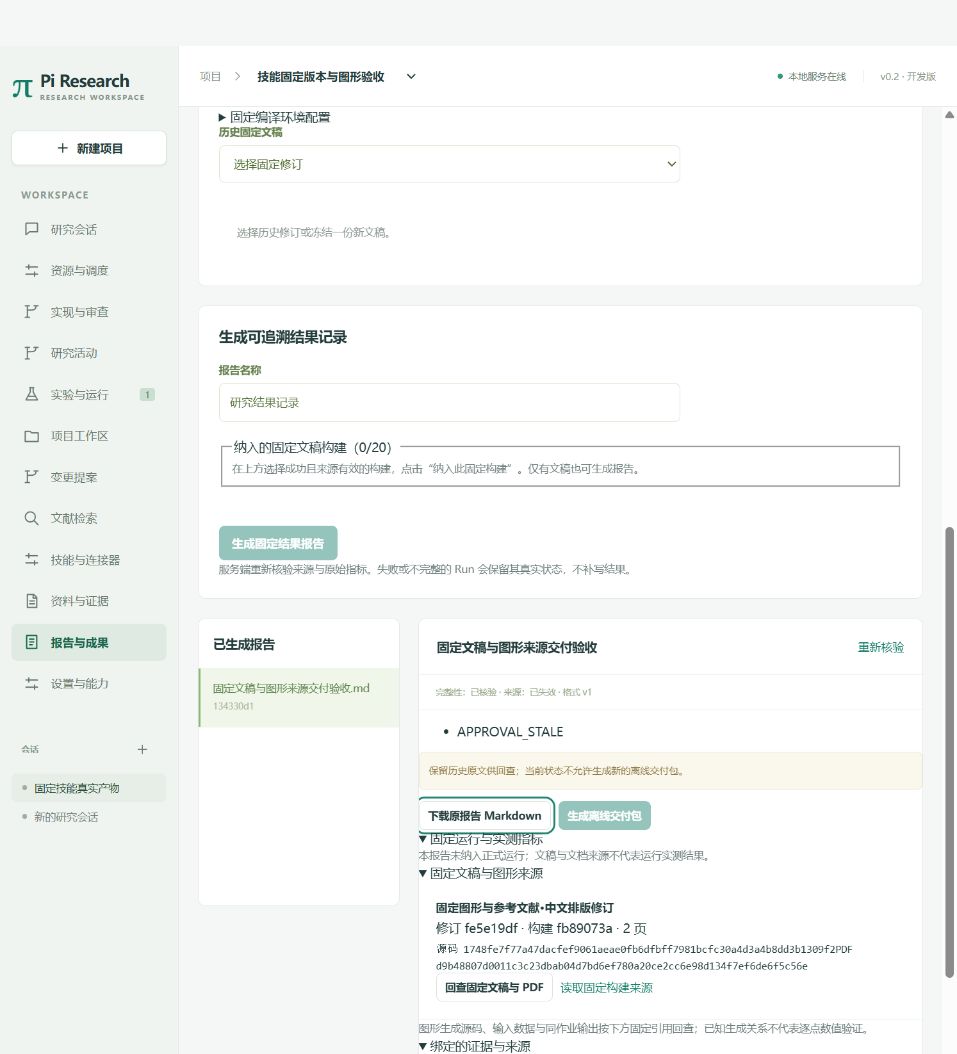 Pi Research
RESEARCH WORKSPACE
项目
技能固定版本与图形验收
本地服务在线
v0.2 · 开发版
+ 新建项目
WORKSPACE
研究会话
资源与调度
实现与审查
研究活动
实验与运行 1
项目工作区
变更提案
文献检索
技能与连接器
资料与证据
报告与成果
设置与能力
会话 +
固定技能真实产物
新的研究会话
▶ 固定编译环境配置
历史固定文稿
选择固定修订
选择历史修订或冻结一份新文稿。
生成可追溯结果记录
报告名称
研究结果记录
纳入的固定文稿构建（0/20）
在上方选择成功且来源有效的构建，点击“纳入此固定构建”。仅有文稿也可生成报告。
生成固定结果报告
服务端重新核验来源与原始指标。失败或不完整的 Run 会保留其真实状态，不补写结果。
已生成报告
固定文稿与图形来源交付验收.md
134330d1
固定文稿与图形来源交付验收
重新核验
完整性：已核验 · 来源：已失效 · 格式 v1
• APPROVAL_STALE
保留历史原文供回查；当前状态不允许生成新的离线交付包。
下载原报告 Markdown
生成离线交付包
▼ 固定运行与实测指标
本报告未纳入正式运行；文稿与文档来源不代表运行实测结果。
▼ 固定文稿与图形来源
固定图形与参考文献•中文排版修订
修订 fe5e19df · 构建 fb89073a · 2 页
源码 1748fe7f77a47dacfef9061aeae0fb6dfbff7981bcfc30a4d3a4b8dd3b1309f2PDF
d9b48807d0011c3c23dbab04d7bd6ef780a20ce2cc6e98d134f7ef6de6f5c56e
回查固定文稿与 PDF
读取固定构建来源
图形生成源码、输入数据与同作业输出按下方固定引用回查；已知生成关系不代表逐点数值验证。
▼ 绑定的证据与来源